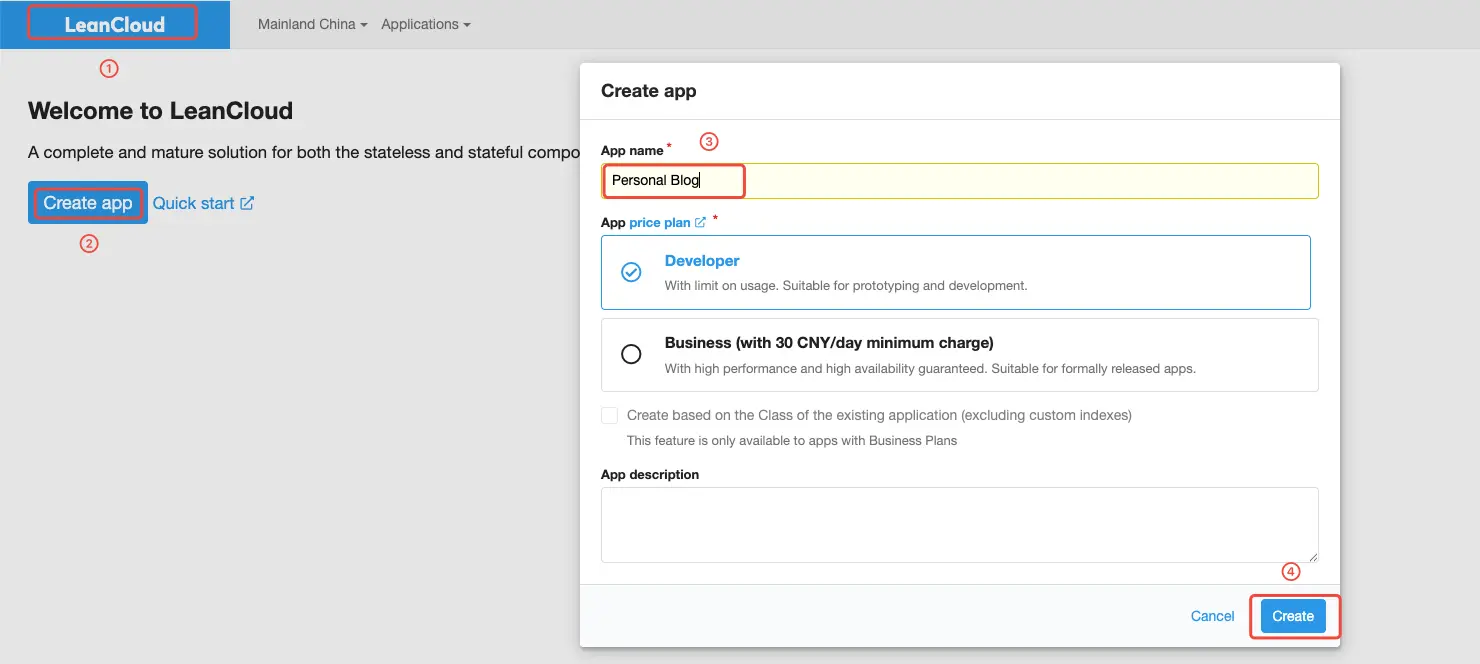 LeanCloud
Mainland China
Applications
①
Welcome to LeanCloud
A complete and mature solution for both the stateless and stateful compo
Create app
Quick start
②
Create app
App name *
③
Personal Blog
App price plan *
Developer
With limit on usage. Suitable for prototyping and development.
Business (with 30 CNY/day minimum charge)
With high performance and high availability guaranteed. Suitable for formally released apps.
Create based on the Class of the existing application (excluding custom indexes)
This feature is only available to apps with Business Plans
App description
④
Cancel
Create